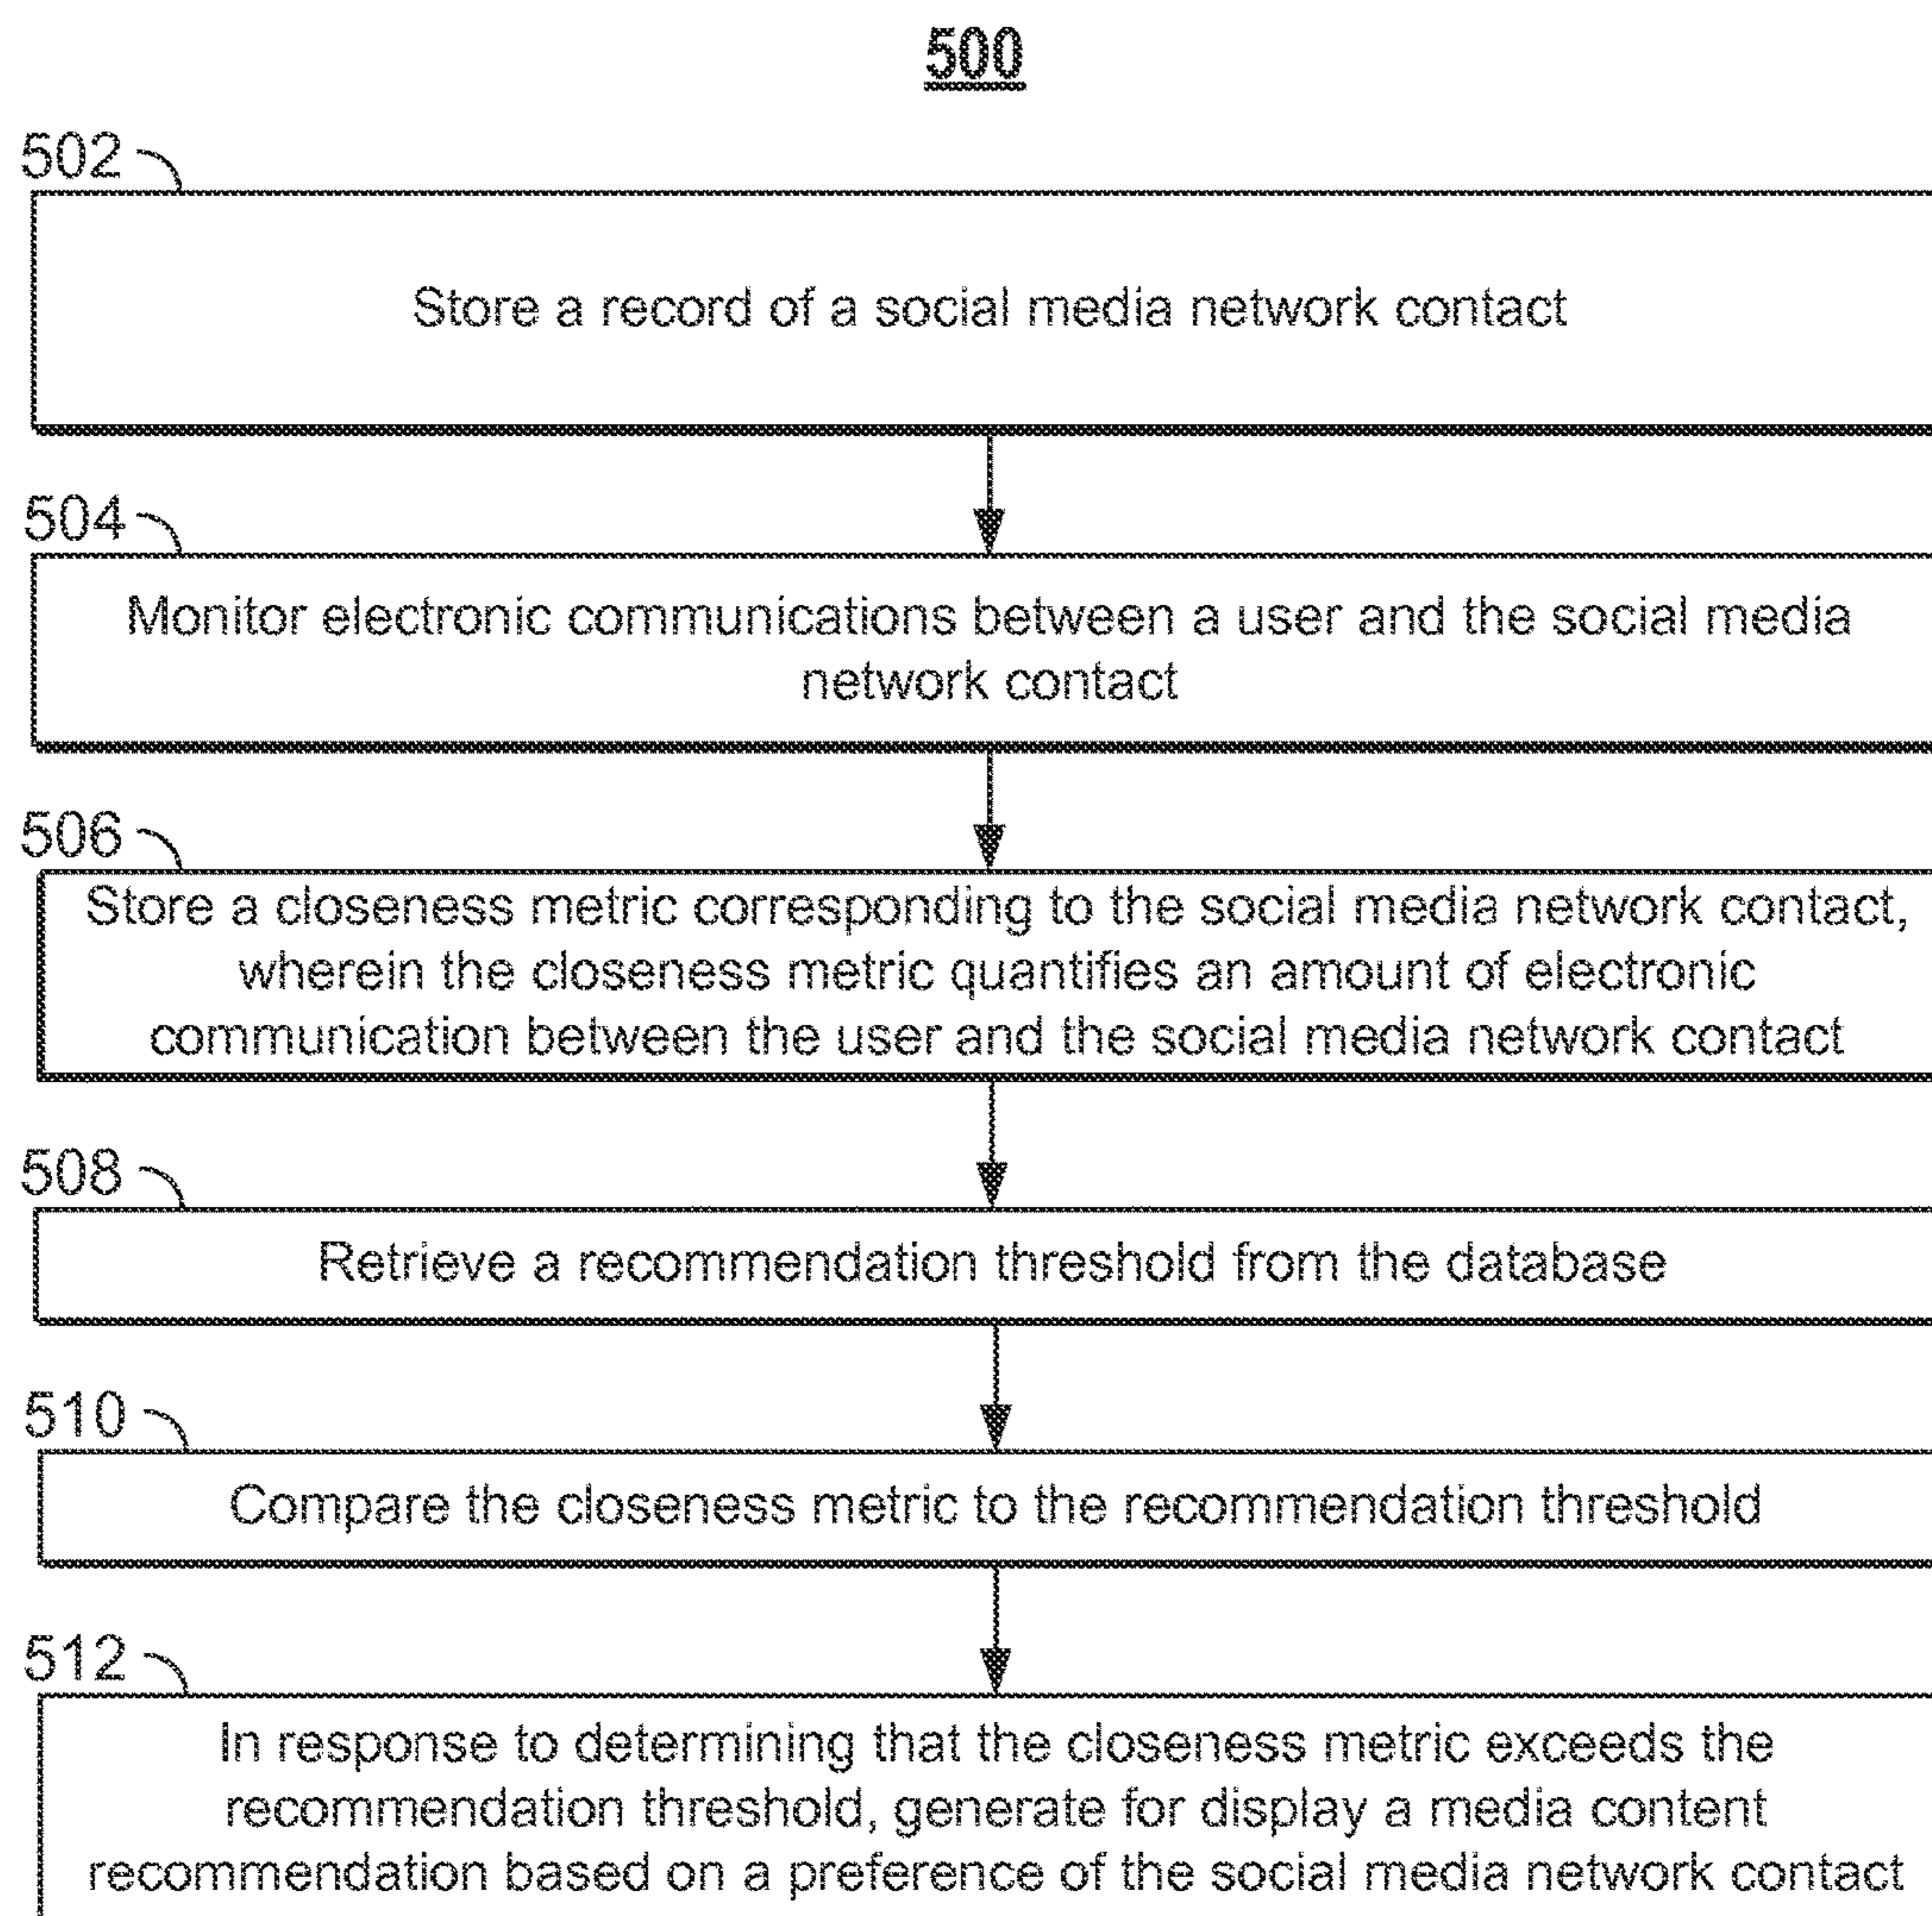 500
502
Store a record of a social media network contact
504
Monitor electronic communications between a user and the social media
network contact
506
Store a closeness metric corresponding to the social media network contact,
wherein the closeness metric quantifies an amount of electronic
communication between the user and the social media network contact
508
Retrieve a recommendation threshold from the database
510
Compare the closeness metric to the recommendation threshold
512
In response to determining that the closeness metric exceeds the
recommendation threshold, generate for display a media content
recommendation based on a preference of the social media network contact